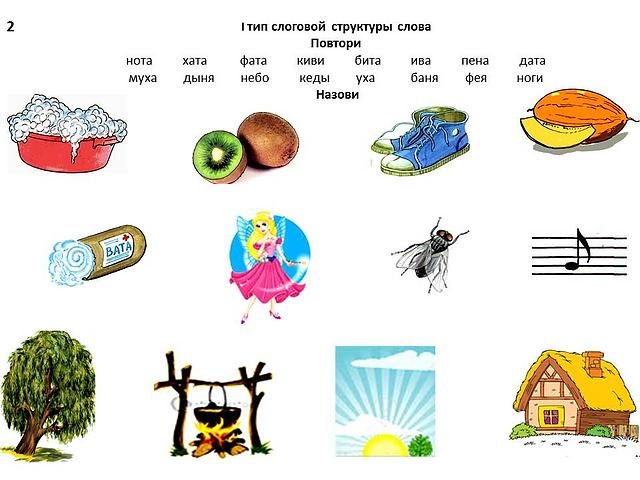 2
I тип слоговой структуры слова
Повтори
нота хата фата киви бита ива пена дата
муха дыня небо кеды уха баня фея ноги
Назови
ВАТА